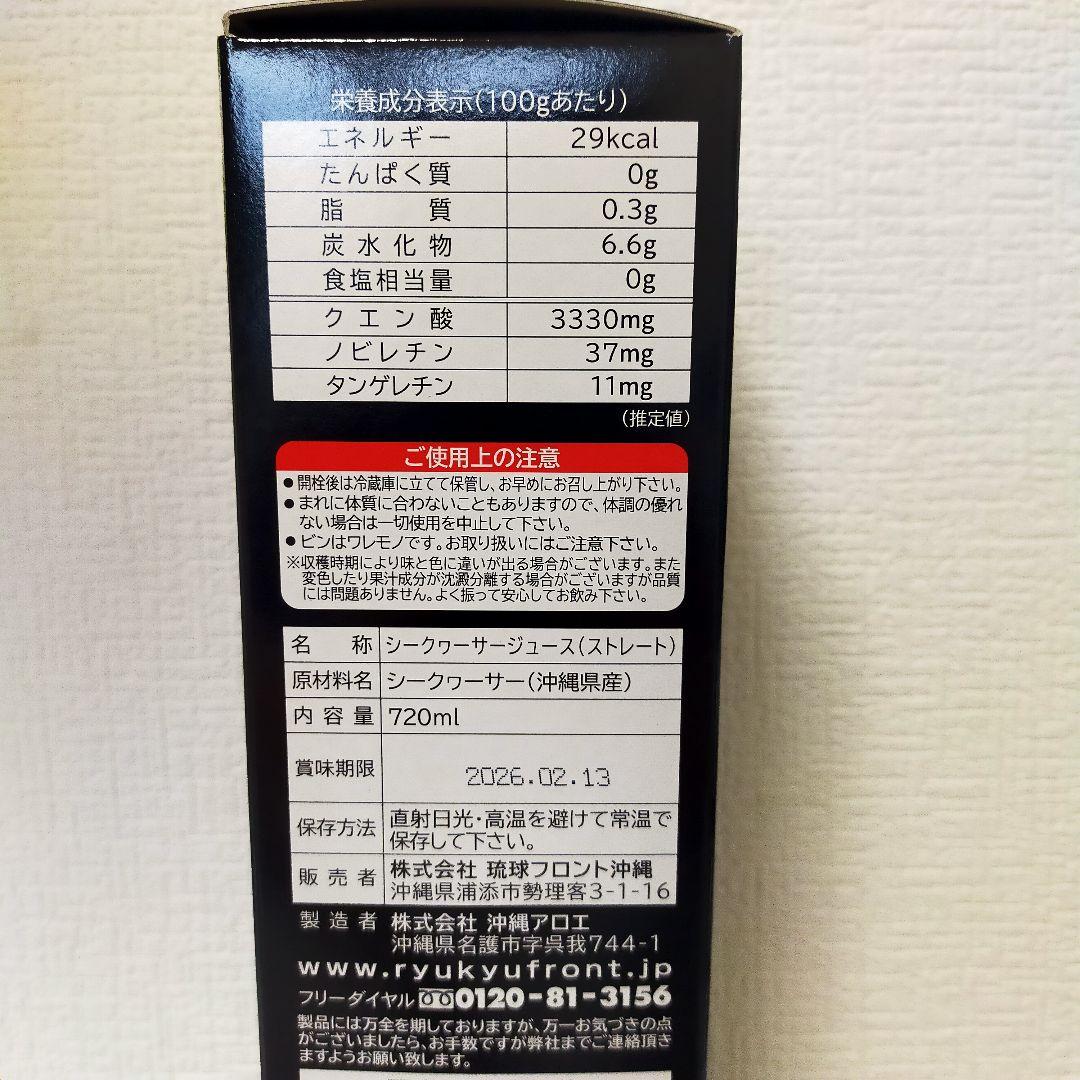 栄養成分表示(100gあたり)
エネルギー 29kcal
たんぱく質 0g
脂質 0.3g
炭水化物 6.6g
食塩相当量 0g
クエン酸 3330mg
ノビレチン 37mg
タンゲレチン 11mg
(推定値)
ご使用上の注意
●開栓後は冷蔵庫に立てて保管し、お早めにお召し上がり下さい。
●まれに体質に合わないこともありますので、体調の優れ
ない場合は一切使用を中止して下さい。
●ビンはワレモノです。お取り扱いにはご注意下さい。
※収穫時期により味と色に違いが出る場合がございます。また
変色したり果汁成分が沈澱分離する場合がございますが品質
には問題ありません。よく振って安心してお飲み下さい。
名称 シークヮーサージュース(ストレート)
原材料名 シークヮーサー(沖縄県産)
内容量 720ml
賞味期限 2026.02.13
保存方法 直射日光・高温を避けて常温で
保存して下さい。
販売者 株式会社 琉球フロント沖縄
沖縄県浦添市勢理客3-1-16
製造者 株式会社 沖縄アロエ
沖縄県名護市字呉我744-1
www.ryukyufront.jp
フリーダイヤル 0120-81-3156
製品には万全を期しておりますが、万一お気づきの点
がございましたら、お手数ですが弊社までご連絡頂き
ますようお願い致します。